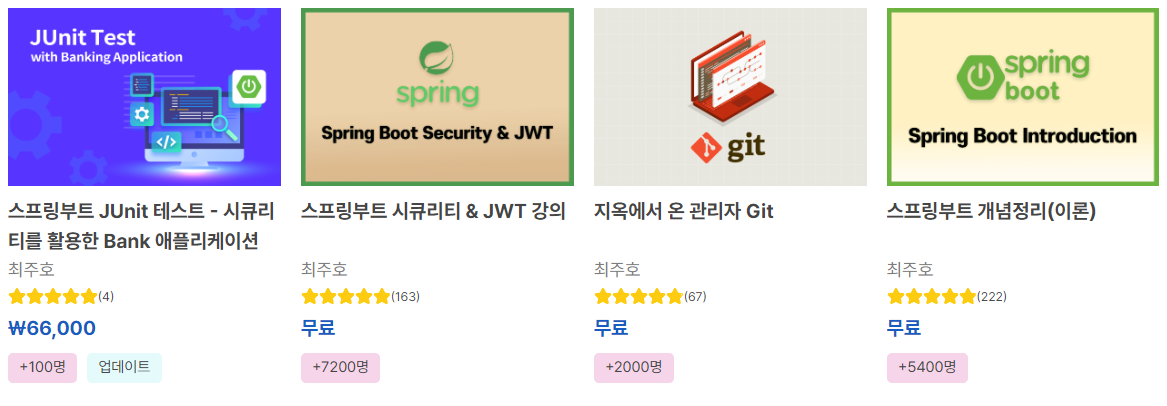 JUnit Test
with Banking Application
</>
스프링부트 JUnit 테스트 - 시큐리
티를 활용한 Bank 애플리케이션
최주호
(4)
₩66,000
+100명
업데이트
spring
Spring Boot Security & JWT
스프링부트 시큐리티 & JWT 강의
최주호
(163)
무료
+7200명
git
지옥에서 온 관리자 Git
최주호
(67)
무료
+2000명
spring
boot
Spring Boot Introduction
스프링부트 개념정리(이론)
최주호
(222)
무료
+5400명